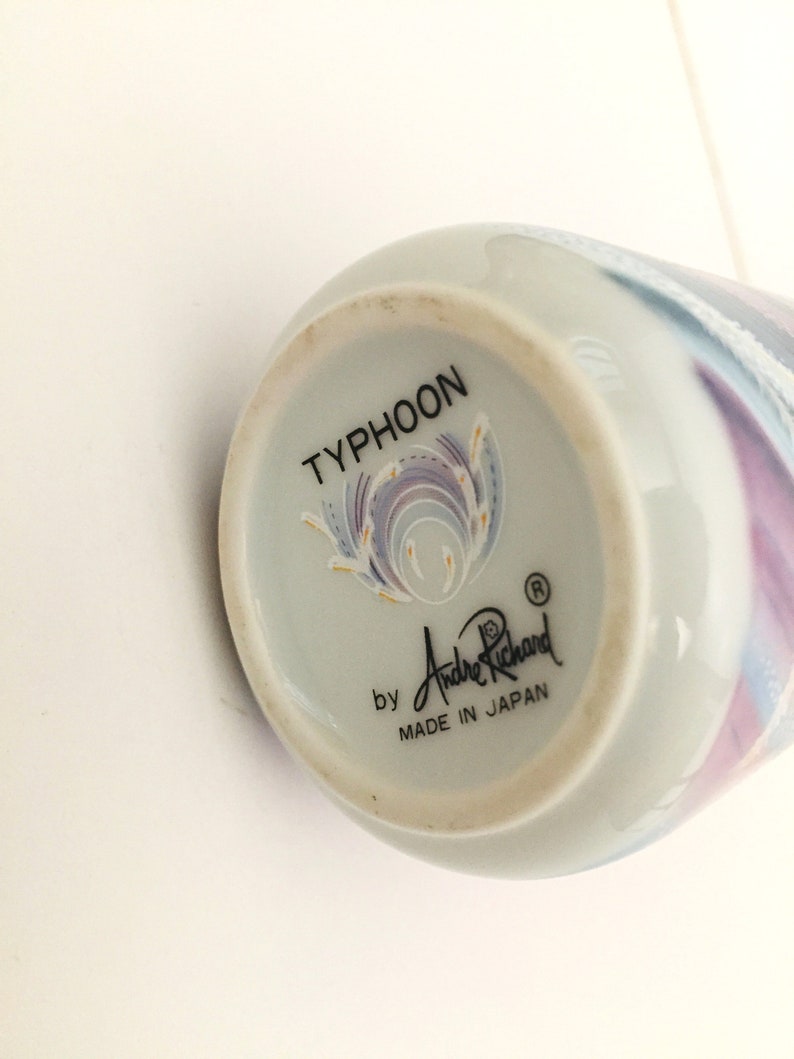 TYPHOON
by Andre Richard ®
MADE IN JAPAN